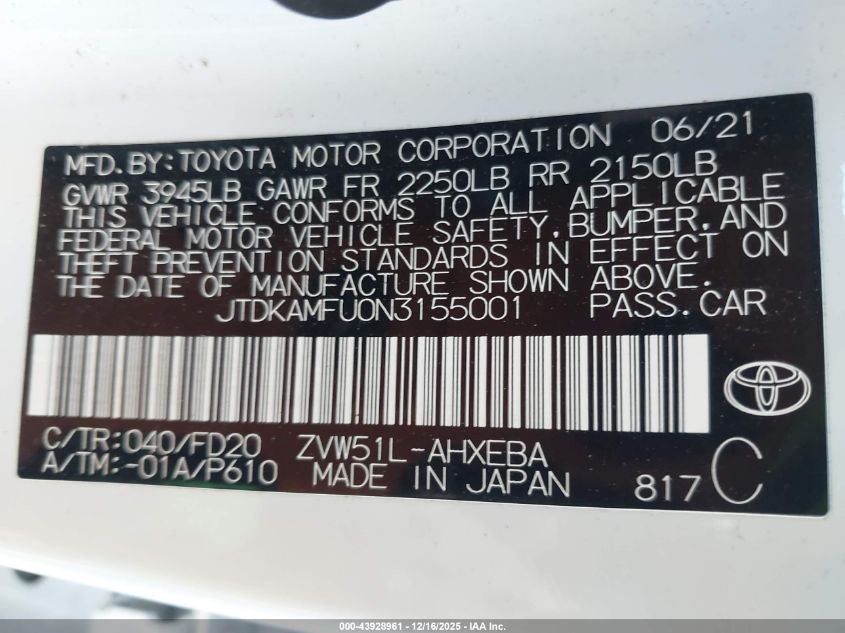 MFD. BY: TOYOTA MOTOR CORPORATION 06/21
GVWR 3945LB GAWR FR 2250LB RR 2150LB
THIS VEHICLE CONFORMS TO ALL APPLICABLE
FEDERAL MOTOR VEHICLE SAFETY, BUMPER, AND
THEFT PREVENTION STANDARDS IN EFFECT ON
THE DATE OF MANUFACTURE SHOWN ABOVE.
JTDKAMFU0N3155001 PASS. CAR
C/TR: 040/FD20 ZVW51L-AHXEBA
A/TM: -01A/P610 MADE IN JAPAN 817 C
000-43928961 - 12/16/2025 - IAA Inc.